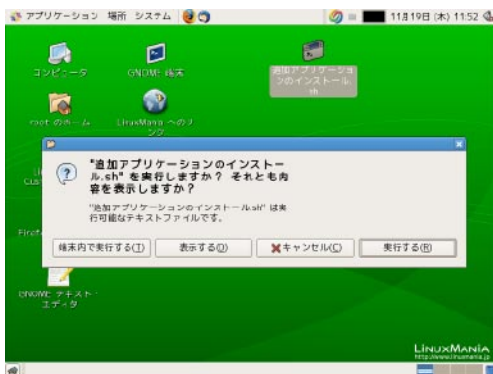 アプリケーション 場所 システム
11月19日 (木) 11:52
コンピュータ
GNOME 端末
追加アプリケーションのインストール.sh
root のホーム
LinuxMania へのリンク
"追加アプリケーションのインストール.sh" を実行しますか？ それとも内容を表示しますか？
"追加アプリケーションのインストール.sh" は実行可能なテキストファイルです。
端末内で実行する(T)
表示する(D)
キャンセル(C)
実行する(R)
GNOME テキスト・エディタ
LINUXMANIA